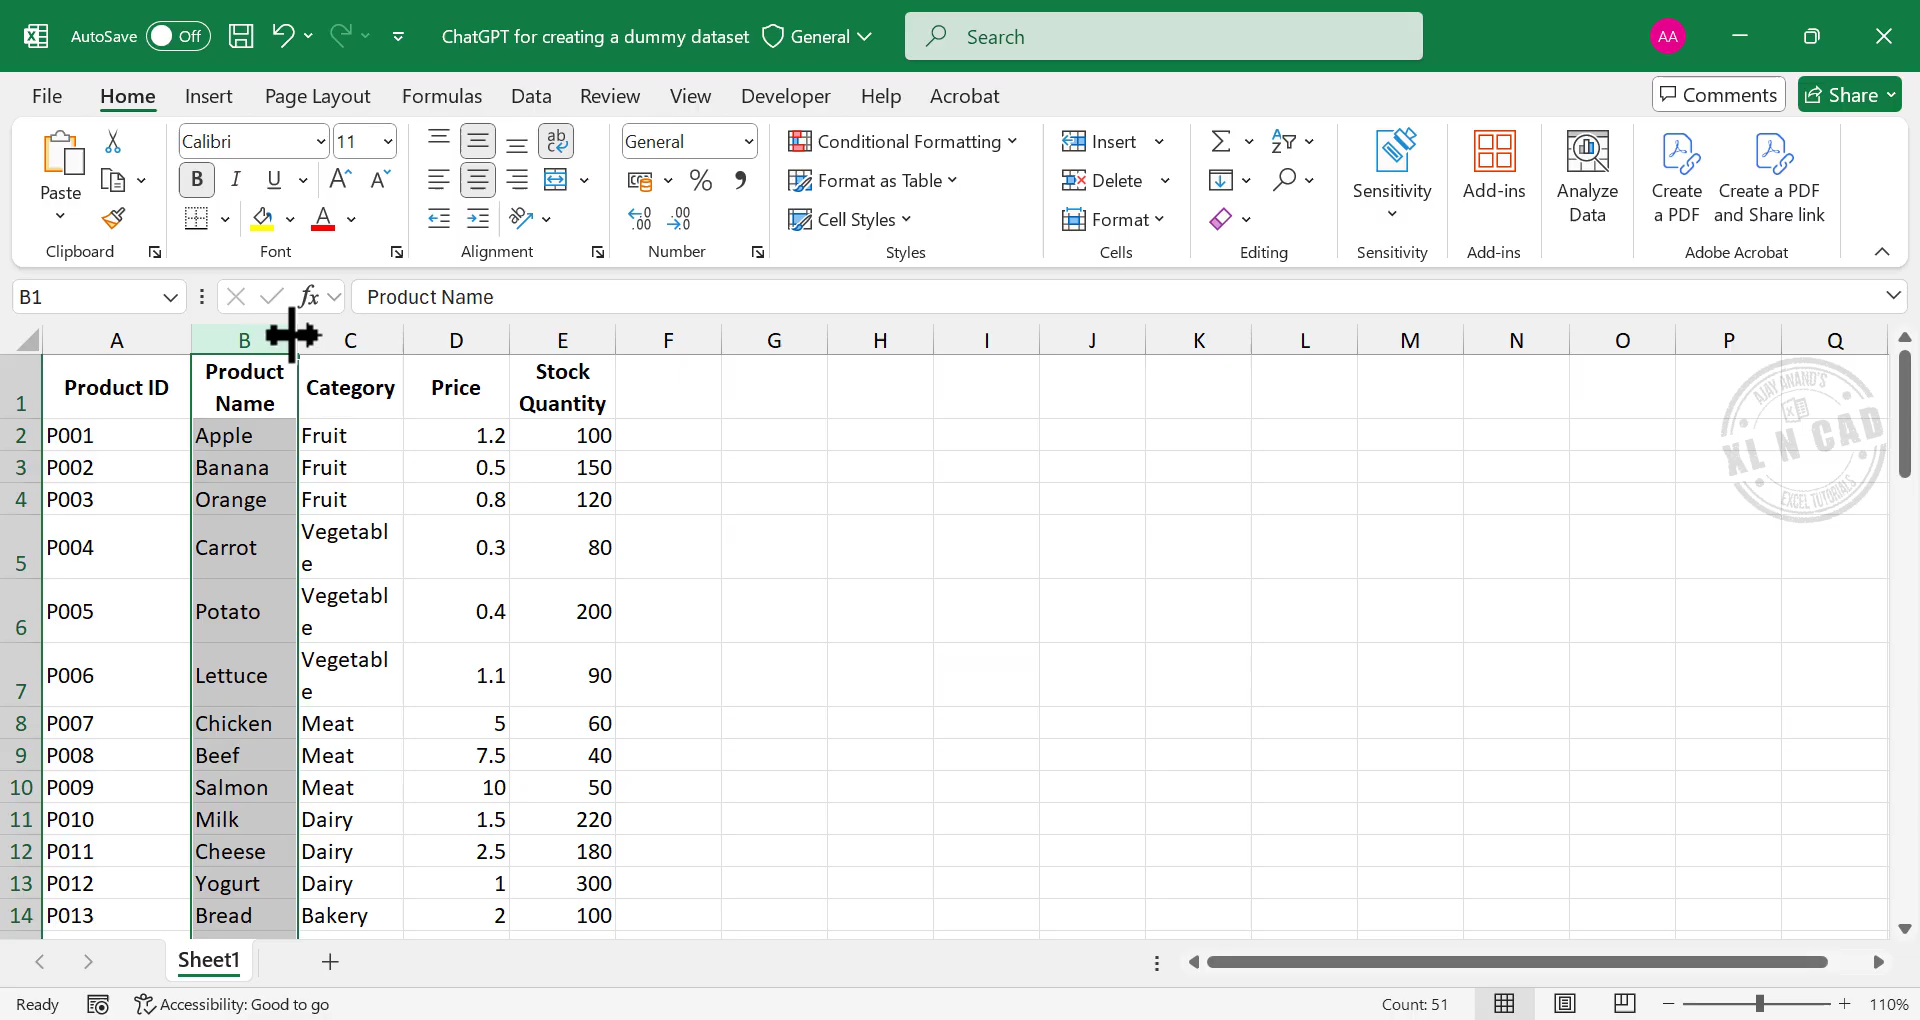 AutoSave Off ChatGPT for creating a dummy dataset General Search AA
File Home Insert Page Layout Formulas Data Review View Developer Help Acrobat Comments Share
Paste
Clipboard
Calibri 11
B I U A A
A
Font
ab
Alignment
General
% 9
.00 .00
Number
Conditional Formatting
Format as Table
Cell Styles
Styles
Insert
Delete
Format
Cells
Editing
Sensitivity
Sensitivity
Add-ins
Add-ins
Analyze
Data
Create
a PDF
Create a PDF
and Share link
Adobe Acrobat
B1 fx Product Name
A B C D E F G H I J K L M N O P Q
1 Product ID Product Name Category Price Stock Quantity
2 P001 Apple Fruit 1.2 100
3 P002 Banana Fruit 0.5 150
4 P003 Orange Fruit 0.8 120
5 P004 Carrot Vegetabl
e 0.3 80
6 P005 Potato Vegetabl
e 0.4 200
7 P006 Lettuce Vegetabl
e 1.1 90
8 P007 Chicken Meat 5 60
9 P008 Beef Meat 7.5 40
10 P009 Salmon Meat 10 50
11 P010 Milk Dairy 1.5 220
12 P011 Cheese Dairy 2.5 180
13 P012 Yogurt Dairy 1 300
14 P013 Bread Bakery 2 100
AJAY ANAND'S
XL N CAD
EXCEL TUTORIALS
Sheet1
Ready Accessibility: Good to go Count: 51 110%